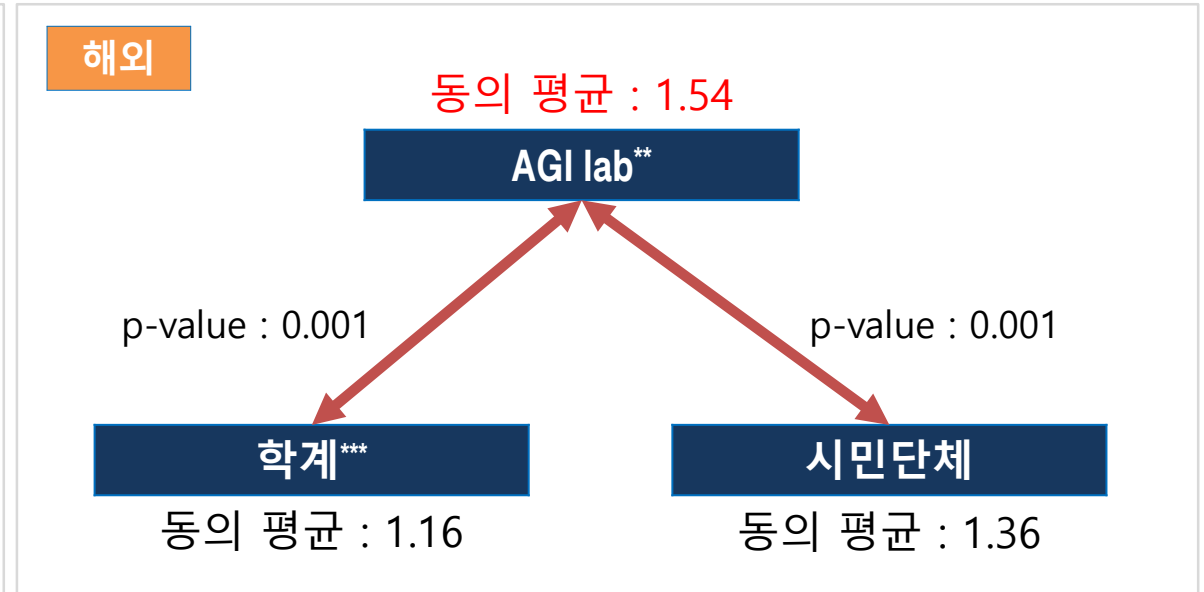 해외
동의 평균 : 1.54
AGI lab**
p-value : 0.001
p-value : 0.001
학계***
시민단체
동의 평균 : 1.16
동의 평균 : 1.36